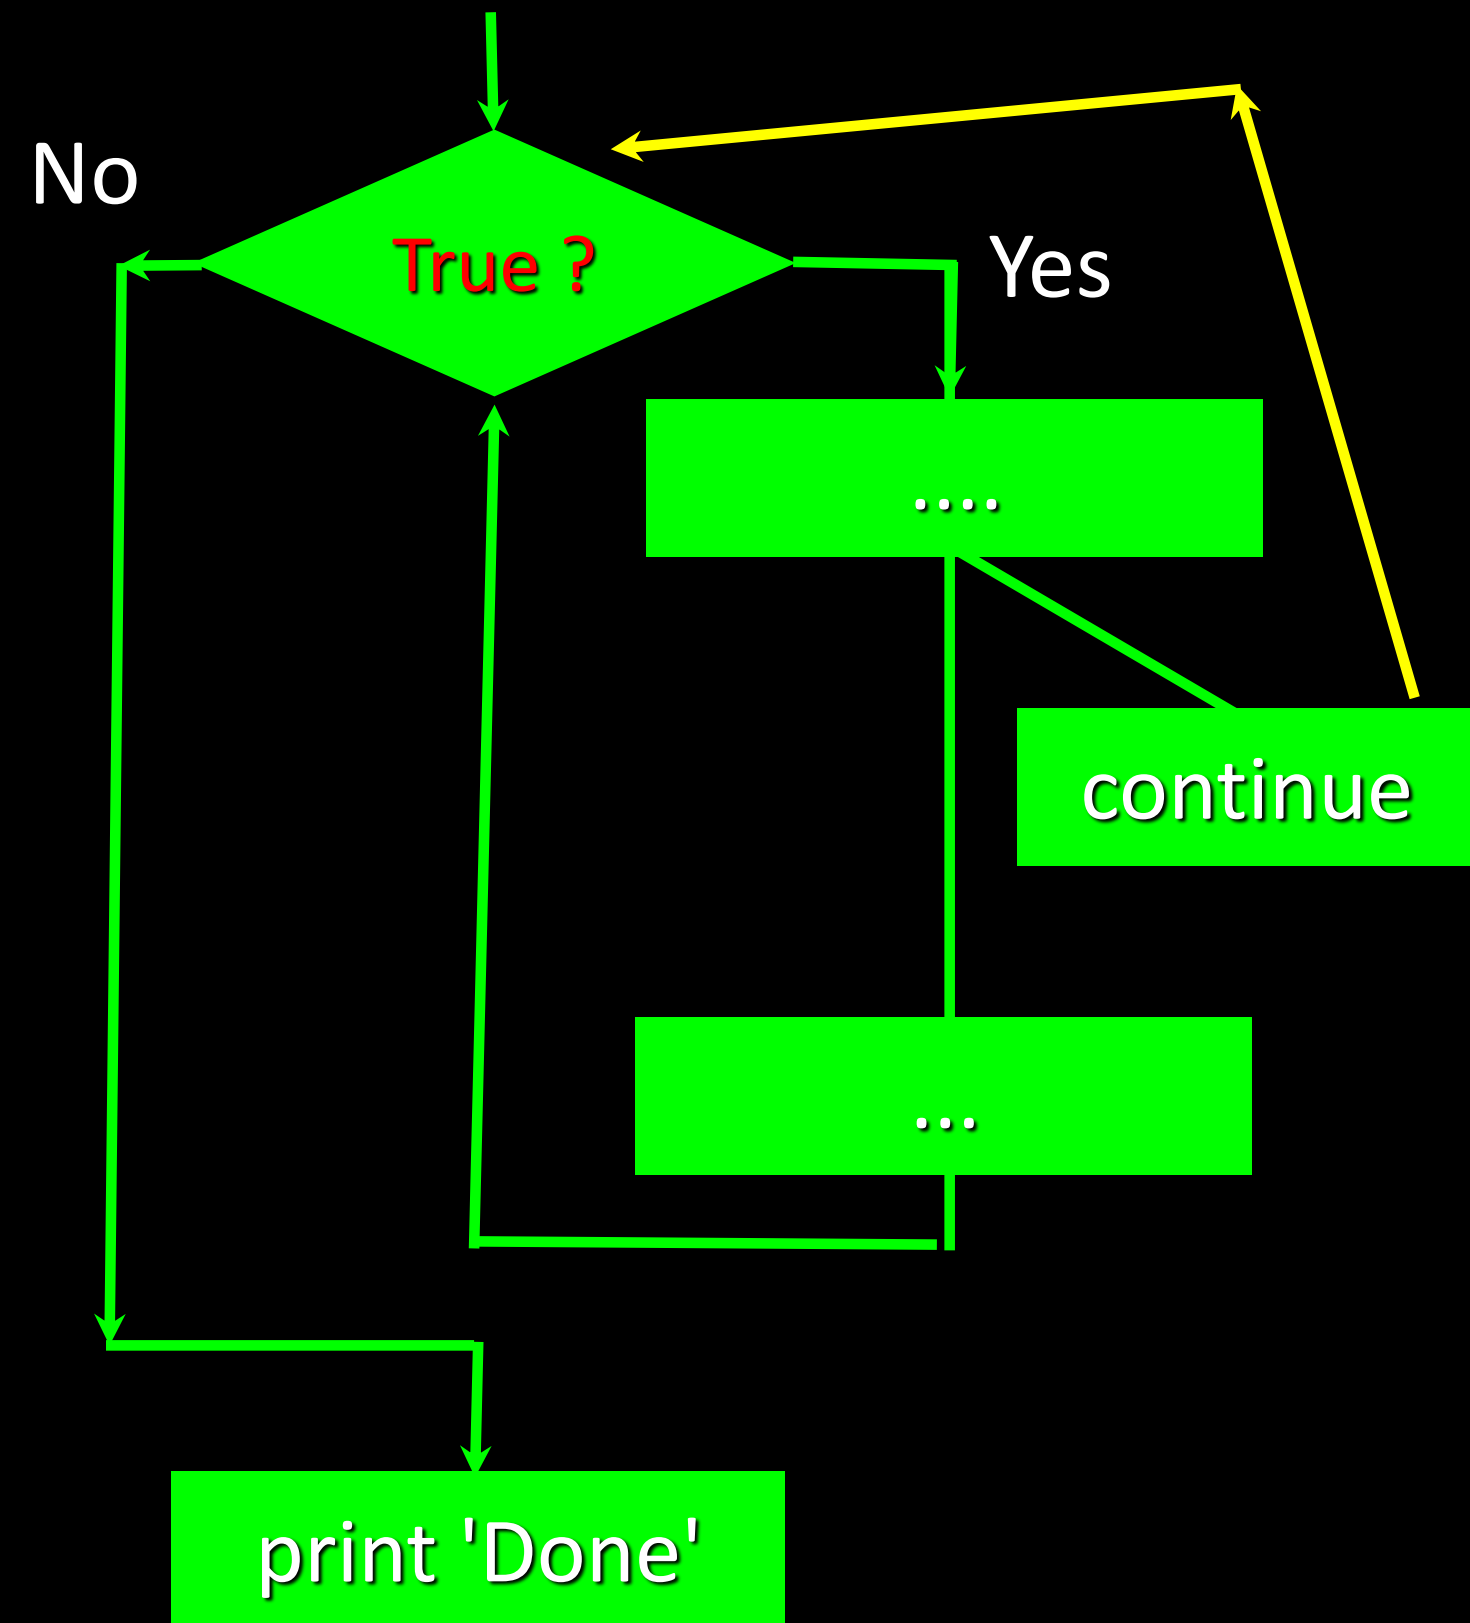 No
True ?
Yes
....
continue
...
print 'Done'